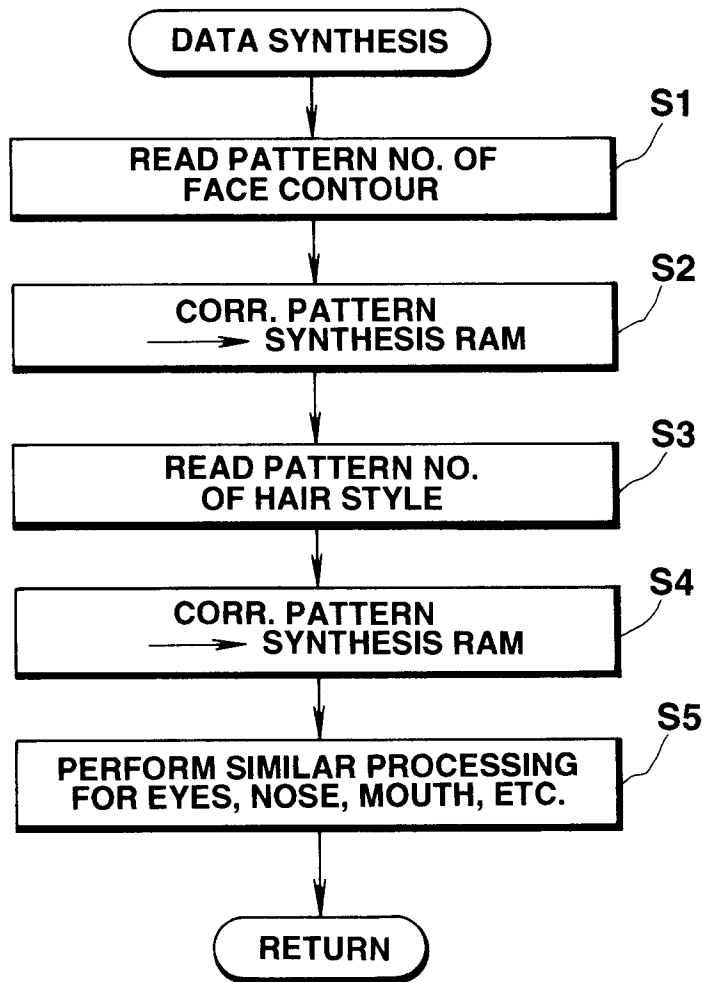 DATA SYNTHESIS
S1
READ PATTERN NO. OF
FACE CONTOUR
S2
CORR. PATTERN
→ SYNTHESIS RAM
S3
READ PATTERN NO.
OF HAIR STYLE
S4
CORR. PATTERN
→ SYNTHESIS RAM
S5
PERFORM SIMILAR PROCESSING
FOR EYES, NOSE, MOUTH, ETC.
RETURN